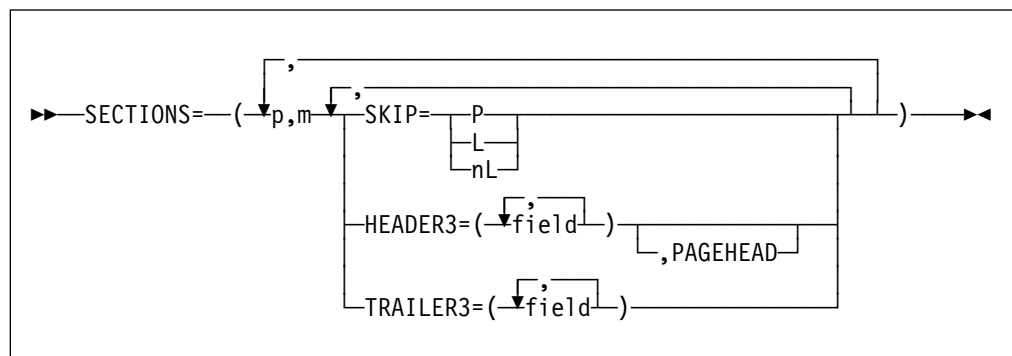 ,
,
►►──SECTIONS=──(──p,m──SKIP=──P──)──►◄
L
nL
,
HEADER3=(──field──)
,PAGEHEAD
,
TRAILER3=(──field──)